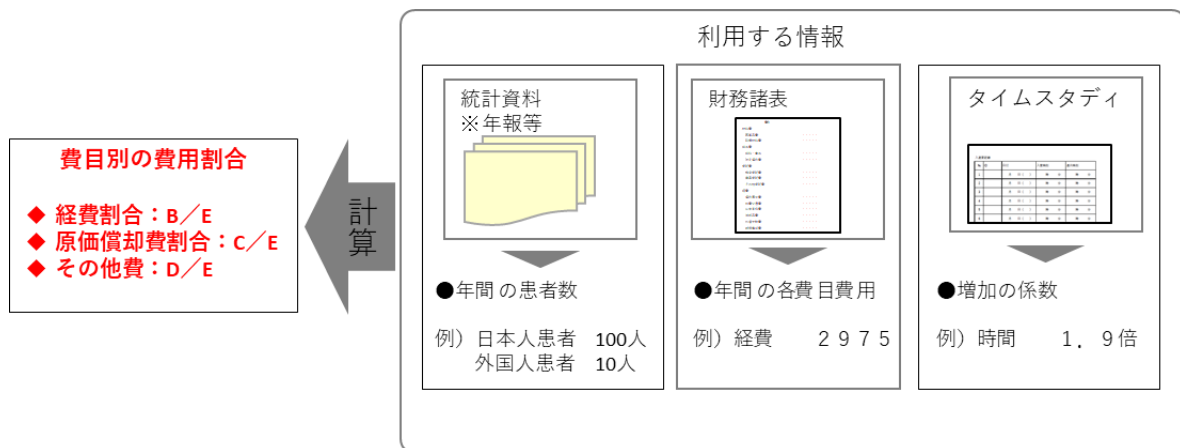 利用する情報
統計資料
※年報等
財務諸表
タイムスタディ
費目別の費用割合
◆ 経費割合：B／E
◆ 原価償却費割合：C／E
◆ その他費：D／E
計算
●年間の患者数
例）日本人患者 100人
外国人患者 10人
●年間の各費目費用
例）経費 ２９７５
●増加の係数
例）時間 １．９倍